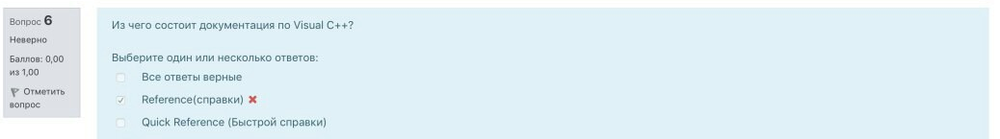 Вопрос 6
Неверно
Баллов: 0,00
из 1,00
Отметить
вопрос
Из чего состоит документация по Visual C++?
Выберите один или несколько ответов:
Все ответы верные
Reference(справки)
Quick Reference (Быстрой справки)